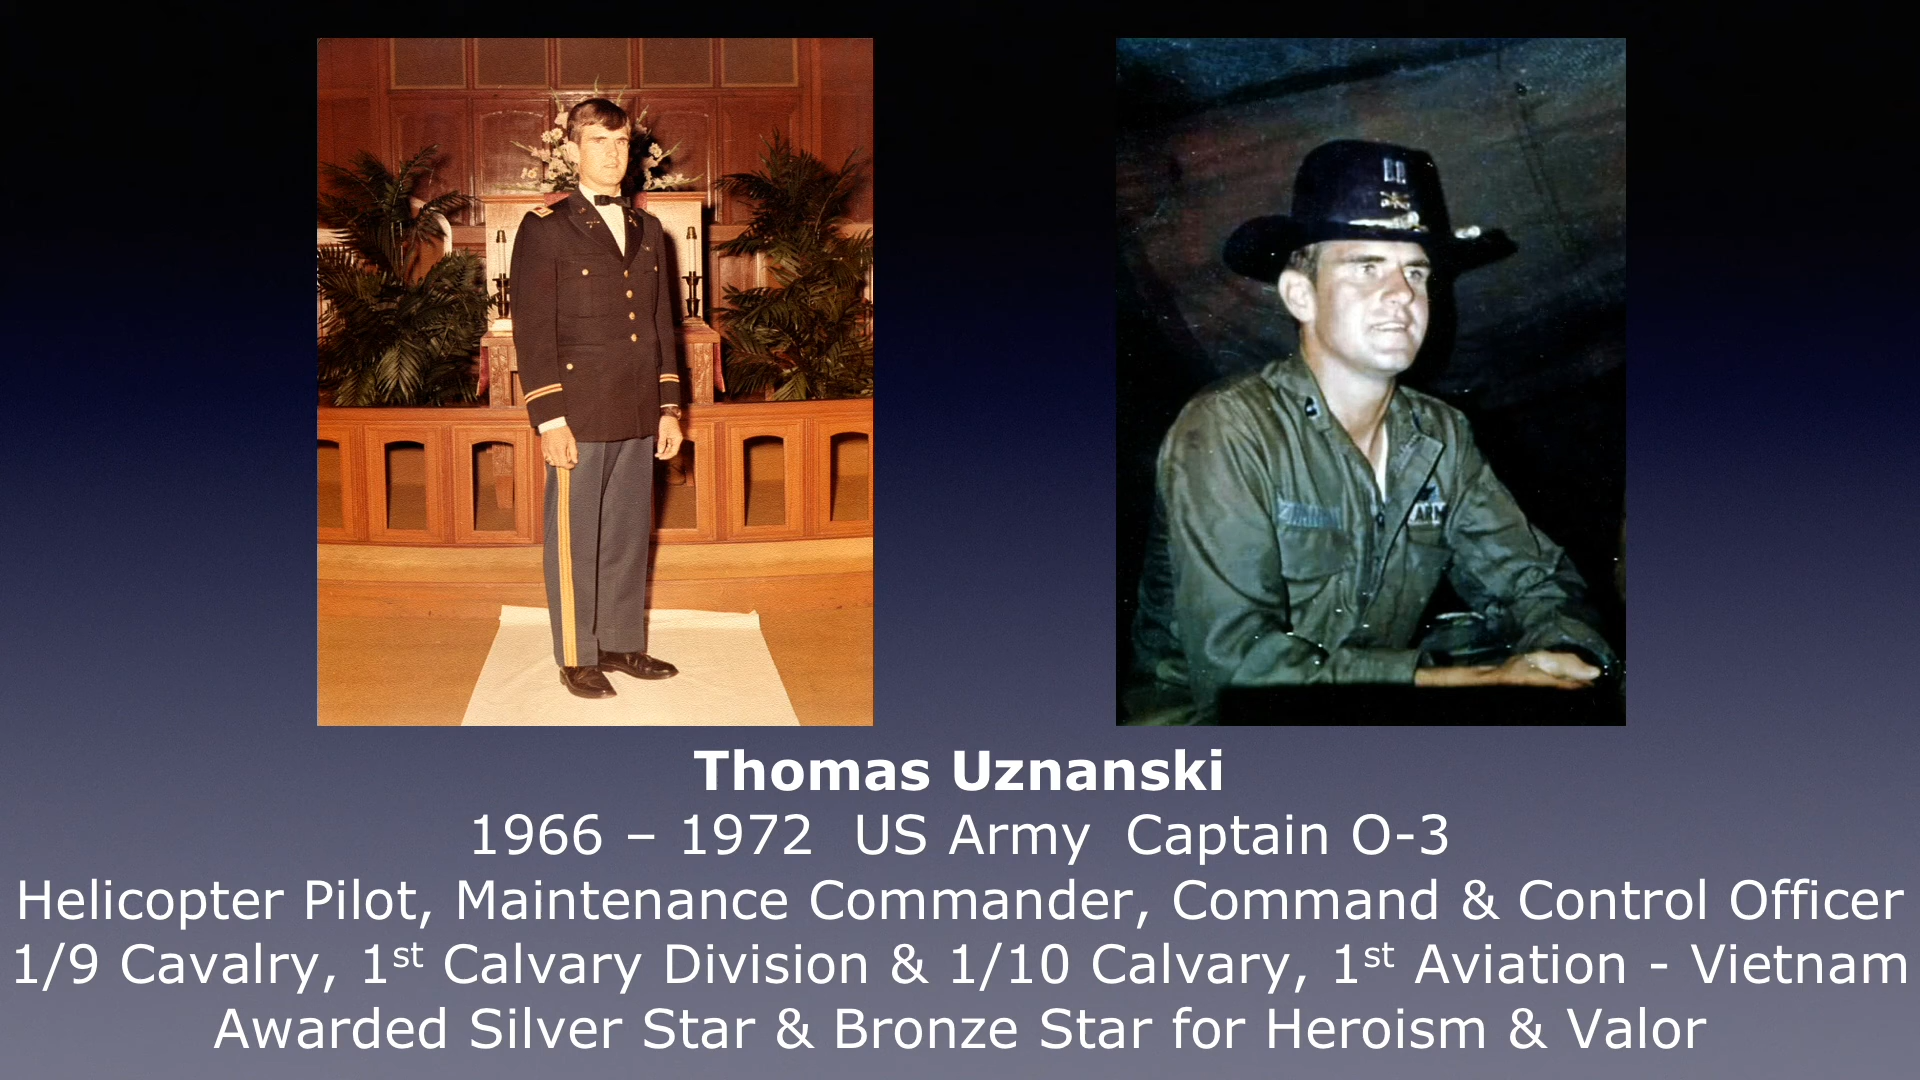 ARMY
Thomas Uznanski
1966 – 1972 US Army Captain O-3
Helicopter Pilot, Maintenance Commander, Command & Control Officer
1/9 Cavalry, 1st Calvary Division & 1/10 Calvary, 1st Aviation - Vietnam
Awarded Silver Star & Bronze Star for Heroism & Valor